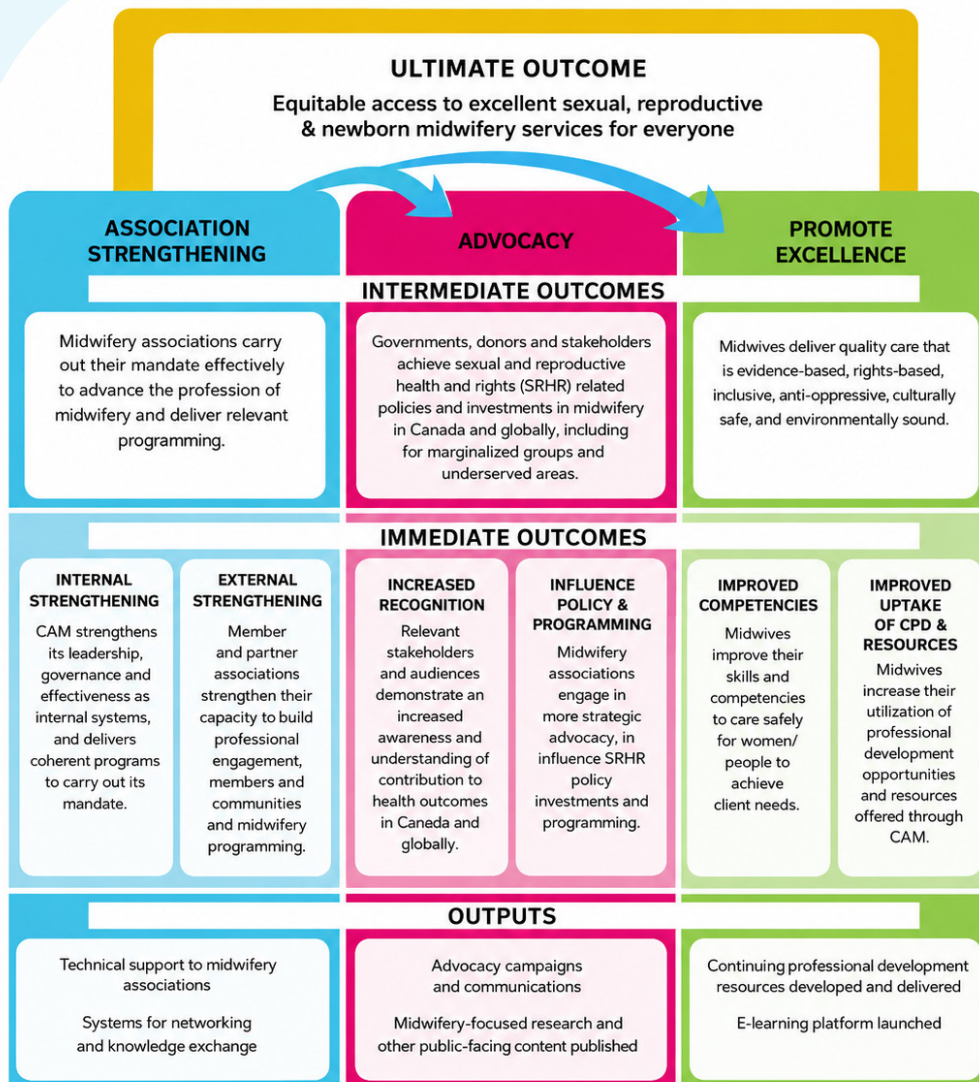 ULTIMATE OUTCOME
Equitable access to excellent sexual, reproductive
& newborn midwifery services for everyone
ASSOCIATION
STRENGTHENING
ADVOCACY
PROMOTE
EXCELLENCE
INTERMEDIATE OUTCOMES
Midwifery associations carry
out their mandate effectively
to advance the profession of
midwifery and deliver relevant
programming.
Governments, donors and stakeholders
achieve sexual and reproductive
health and rights (SRHR) related
policies and investments in midwifery
in Canada and globally, including
for marginalized groups and
underserved areas.
Midwives deliver quality care that
is evidence-based, rights-based,
inclusive, anti-oppressive, culturally
safe, and environmentally sound.
IMMEDIATE OUTCOMES
INTERNAL
STRENGTHENING
CAM strengthens
its leadership,
governance and
effectiveness as
internal systems,
and delivers
coherent programs
to carry out its
mandate.
EXTERNAL
STRENGTHENING
Member
and partner
associations
strengthen their
capacity to build
professional
engagement,
members and
communities
and midwifery
programming.
INCREASED
RECOGNITION
Relevant
stakeholders
and audiences
demonstrate an
increased
awareness and
understanding of
contribution to
health outcomes
in Canada and
globally.
INFLUENCE
POLICY &
PROGRAMMING
Midwifery
associations
engage in
more strategic
advocacy, in
influence SRHR
policy
investments and
programming.
IMPROVED
COMPETENCIES
Midwives
improve their
skills and
competencies
to care safely
for women/
people to
achieve
client needs.
IMPROVED
UPTAKE
OF CPD &
RESOURCES
Midwives
increase their
utilization of
professional
development
opportunities
and resources
offered through
CAM.
OUTPUTS
Technical support to midwifery
associations
Systems for networking
and knowledge exchange
Advocacy campaigns
and communications
Midwifery-focused research and
other public-facing content published
Continuing professional development
resources developed and delivered
E-learning platform launched